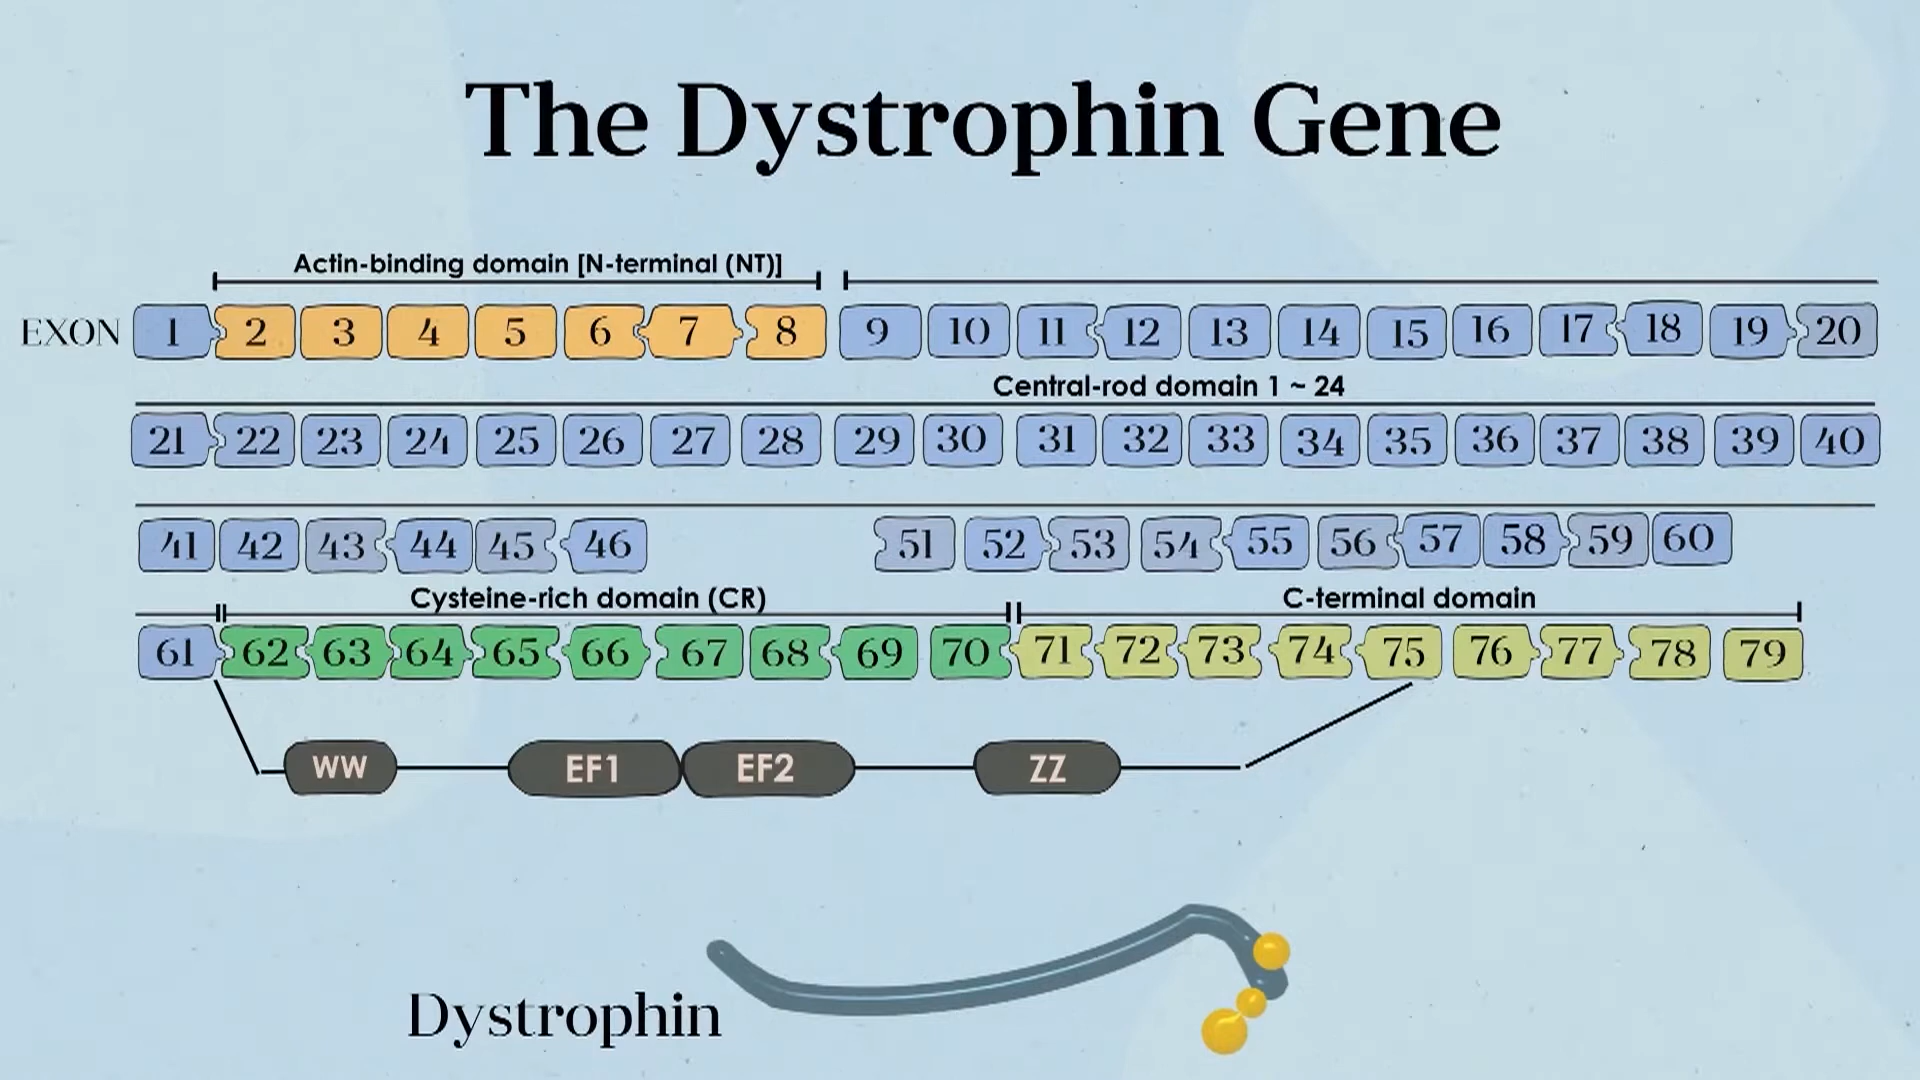 The Dystrophin Gene
Actin-binding domain [N-terminal (NT)]
EXON 1 2 3 4 5 6 7 8 9 10 11 12 13 14 15 16 17 18 19 20
Central-rod domain 1 ~ 24
21 22 23 24 25 26 27 28 29 30 31 32 33 34 35 36 37 38 39 40
41 42 43 44 45 46 51 52 53 54 55 56 57 58 59 60
Cysteine-rich domain (CR) C-terminal domain
61 62 63 64 65 66 67 68 69 70 71 72 73 74 75 76 77 78 79
WW EF1 EF2 ZZ
Dystrophin